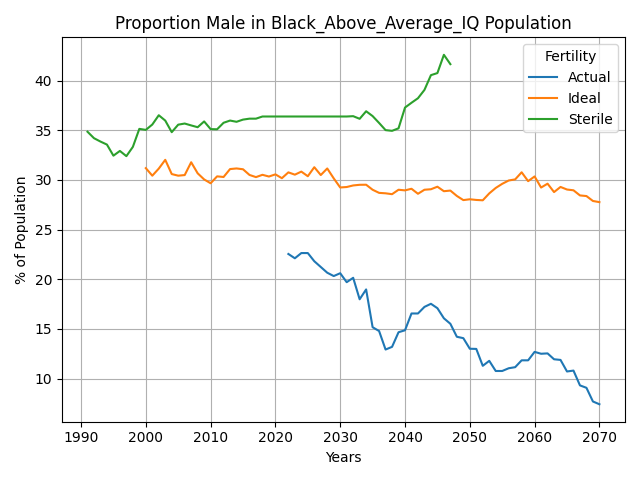 Proportion Male in Black_Above_Average_IQ Population
Fertility
Actual
Ideal
Sterile
% of Population
40
35
30
25
20
15
10
1990
2000
2010
2020
2030
2040
2050
2060
2070
Years